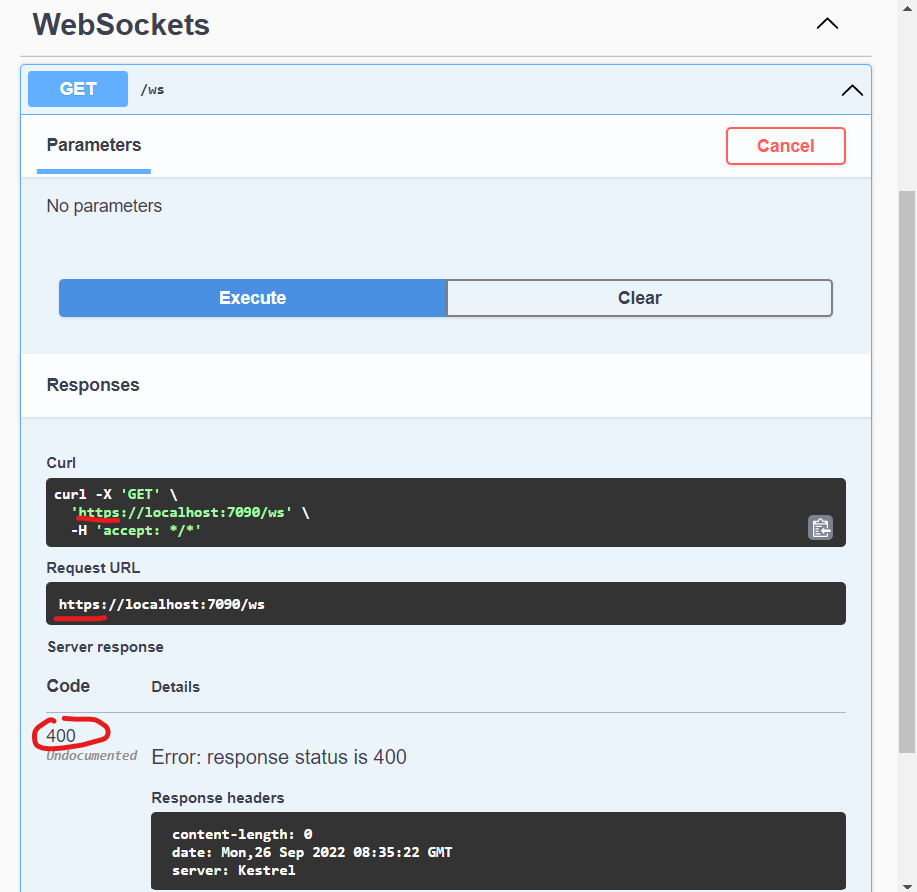 WebSockets
GET /ws
Parameters
Cancel
No parameters
Execute
Clear
Responses
Curl
curl -X 'GET' \
'https://localhost:7090/ws' \
-H 'accept: */*'
Request URL
https://localhost:7090/ws
Server response
Code Details
400
Undocumented
Error: response status is 400
Response headers
content-length: 0
date: Mon,26 Sep 2022 08:35:22 GMT
server: Kestrel